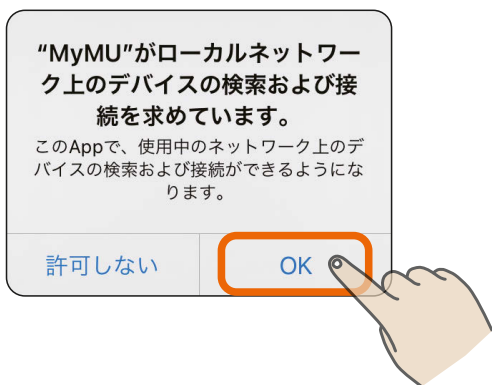 “MyMU”がローカルネットワー
ク上のデバイスの検索および接
続を求めています。
このAppで、使用中のネットワーク上のデ
バイスの検索および接続ができるようにな
ります。
許可しない
OK